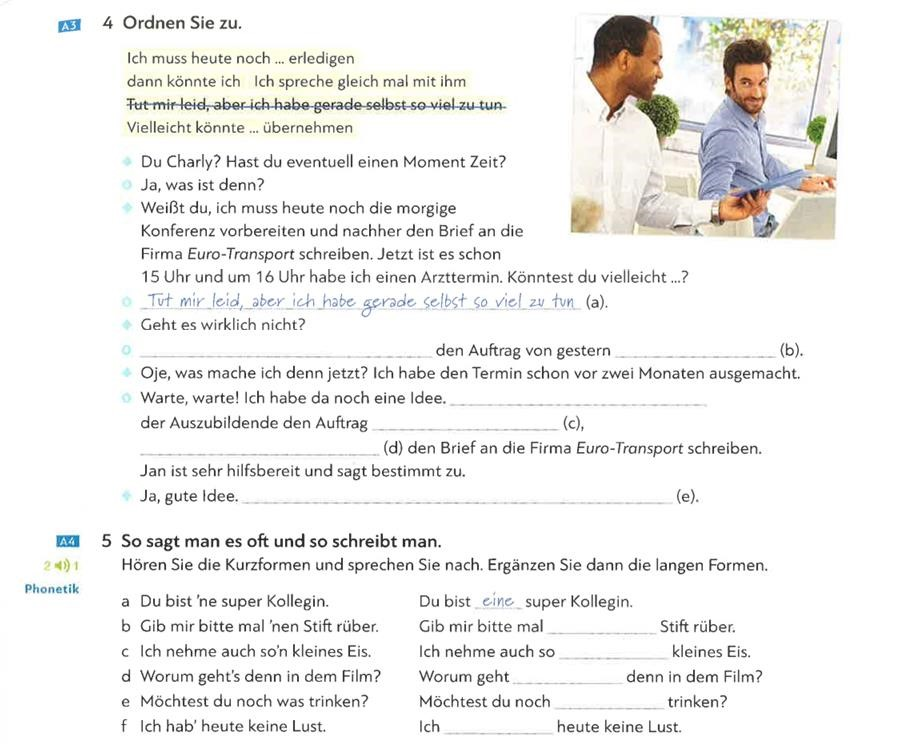 A3 4 Ordnen Sie zu.
Ich muss heute noch ... erledigen
dann könnte ich Ich spreche gleich mal mit ihm
Tut mir leid, aber ich habe gerade selbst so viel zu tun
Vielleicht könnte ... übernehmen
Du Charly? Hast du eventuell einen Moment Zeit?
Ja, was ist denn?
Weißt du, ich muss heute noch die morgige
Konferenz vorbereiten und nachher den Brief an die
Firma Euro-Transport schreiben. Jetzt ist es schon
15 Uhr und um 16 Uhr habe ich einen Arzttermin. Könntest du vielleicht ...?
Tut mir leid, aber ich habe gerade selbst so viel zu tun (a).
Geht es wirklich nicht?
____ den Auftrag von gestern ____ (b).
Oje, was mache ich denn jetzt? Ich habe den Termin schon vor zwei Monaten ausgemacht.
Warte, warte! Ich habe da noch eine Idee. ____
der Auszubildende den Auftrag ____ (c),
____ (d) den Brief an die Firma Euro-Transport schreiben.
Jan ist sehr hilfsbereit und sagt bestimmt zu.
Ja, gute Idee. ____ (e).
A4 5 So sagt man es oft und so schreibt man.
2 1 Hören Sie die Kurzformen und sprechen Sie nach. Ergänzen Sie dann die langen Formen.
Phonetik
a Du bist 'ne super Kollegin. Du bist eine super Kollegin.
b Gib mir bitte mal 'nen Stift rüber. Gib mir bitte mal ____ Stift rüber.
c Ich nehme auch so'n kleines Eis. Ich nehme auch so ____ kleines Eis.
d Worum geht's denn in dem Film? Worum geht ____ denn in dem Film?
e Möchtest du noch was trinken? Möchtest du noch ____ trinken?
f Ich hab' heute keine Lust. Ich ____ heute keine Lust.